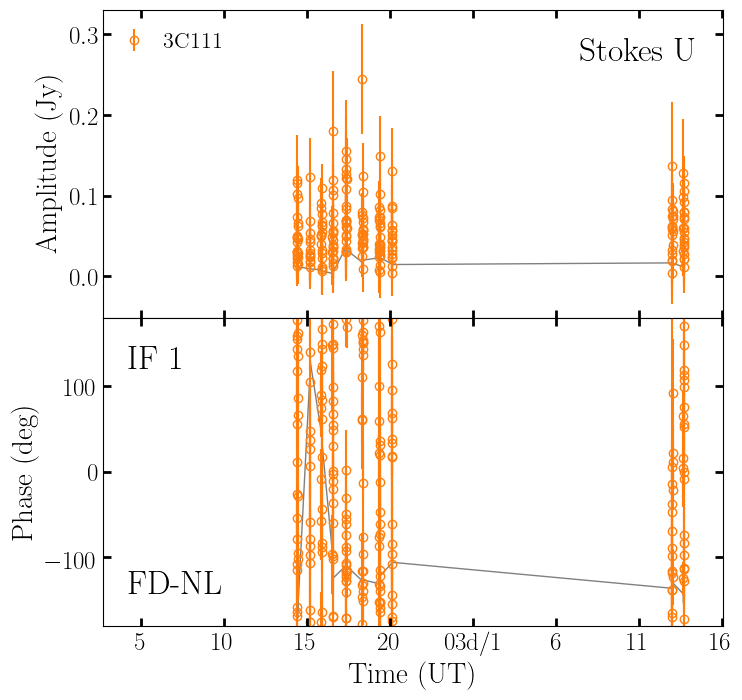 0.3
3C111
Stokes U
0.2
Amplitude (Jy)
0.1
0.0
IF 1
100
Phase (deg)
0
−100
FD-NL
5 10 15 20 03d/1 6 11 16
Time (UT)